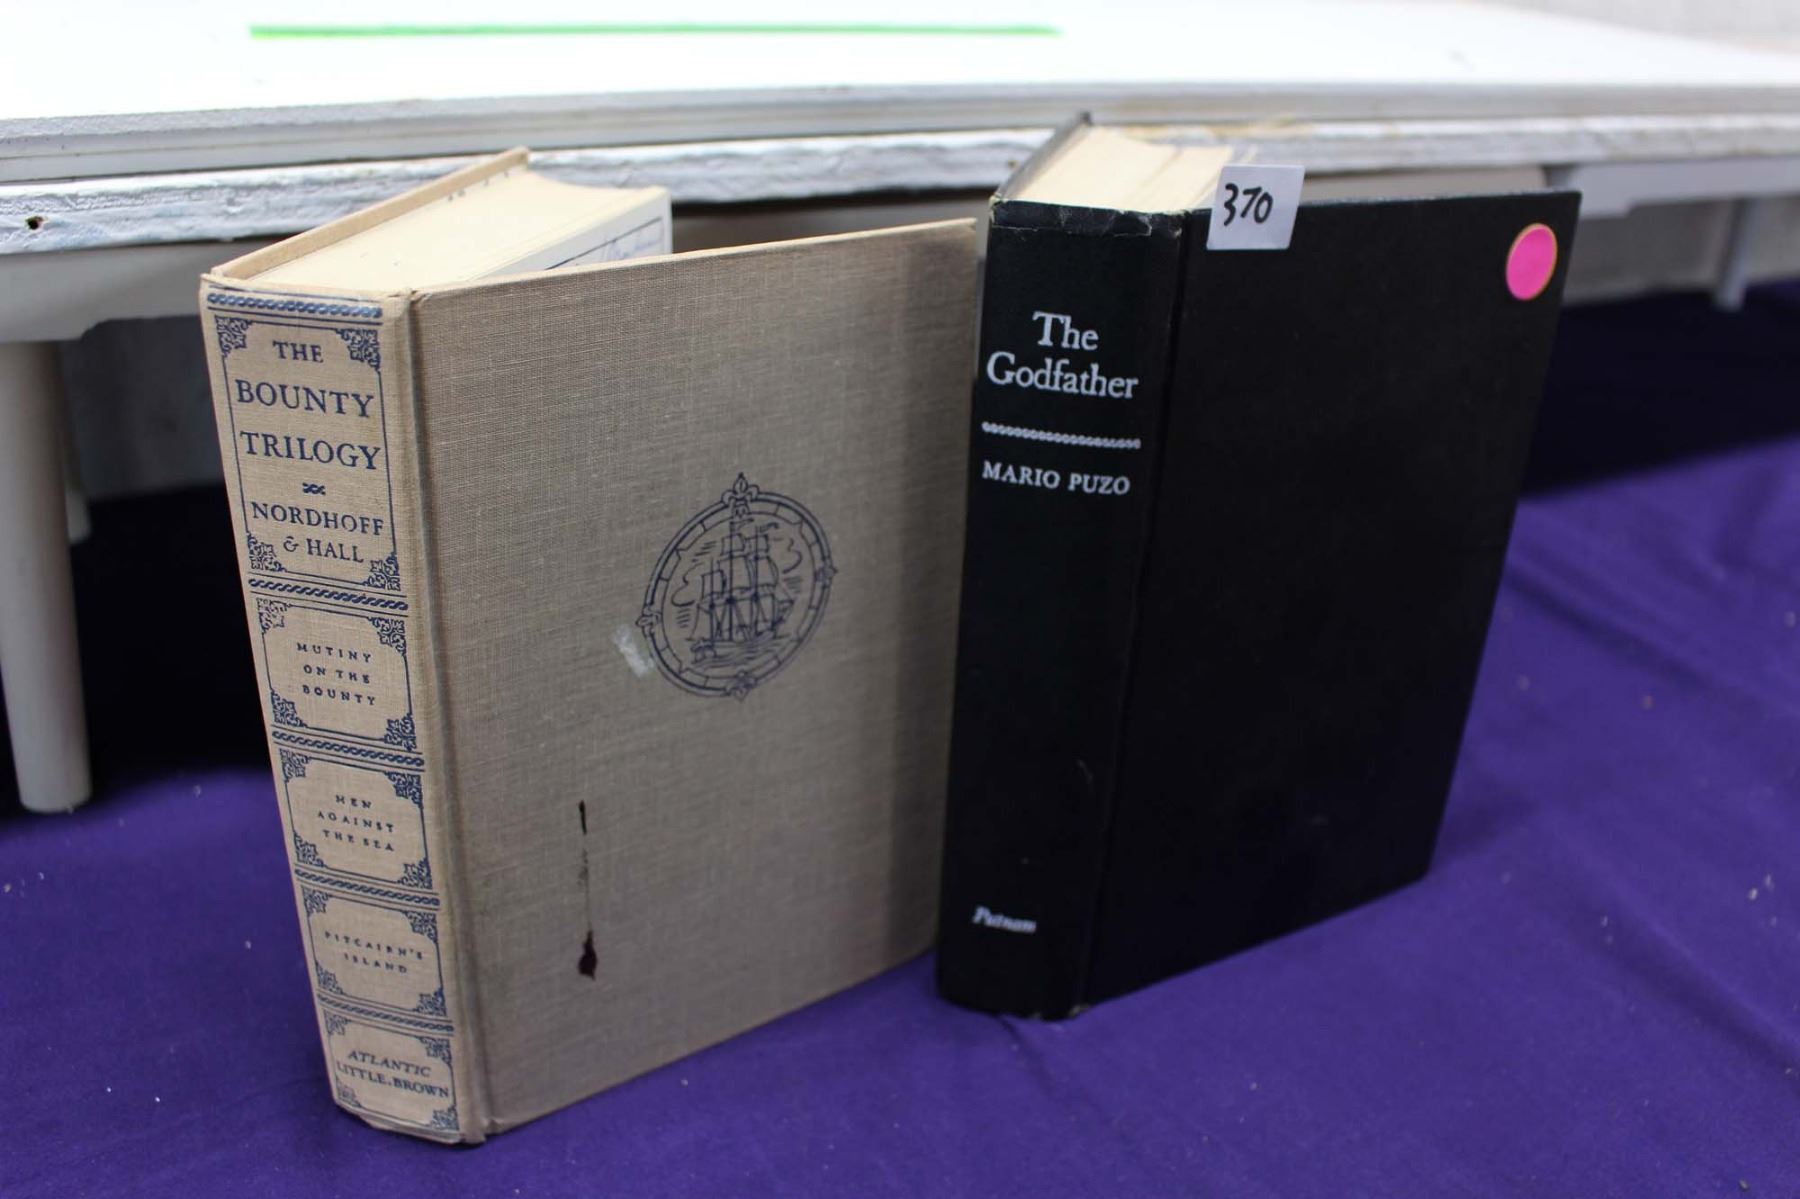 THE
BOUNTY
TRILOGY
NORDHOFF
& HALL
MUTINY
ON THE
BOUNTY
MEN
AGAINST
THE SEA
PITCAIRN'S
ISLAND
ATLANTIC
LITTLE, BROWN
370
The
Godfather
MARIO PUZO
Putnam